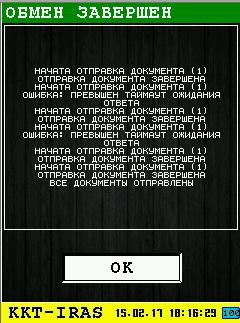 ОБМЕН ЗАВЕРШЕН
НАЧАТА ОТПРАВКА ДОКУМЕНТА (1)
ОТПРАВКА ДОКУМЕНТА ЗАВЕРШЕНА
НАЧАТА ОТПРАВКА ДОКУМЕНТА (1)
ОШИБКА: ПРЕВЫШЕН ТАЙМАУТ ОЖИДАНИЯ
ОТВЕТА
НАЧАТА ОТПРАВКА ДОКУМЕНТА (1)
ОТПРАВКА ДОКУМЕНТА ЗАВЕРШЕНА
НАЧАТА ОТПРАВКА ДОКУМЕНТА (1)
ОШИБКА: ПРЕВЫШЕН ТАЙМАУТ ОЖИДАНИЯ
ОТВЕТА
НАЧАТА ОТПРАВКА ДОКУМЕНТА (1)
ОТПРАВКА ДОКУМЕНТА ЗАВЕРШЕНА
НАЧАТА ОТПРАВКА ДОКУМЕНТА (1)
ОТПРАВКА ДОКУМЕНТА ЗАВЕРШЕНА
ВСЕ ДОКУМЕНТЫ ОТПРАВЛЕНЫ
OK
KKT-IRAS 15.02.17 18:16:29 100